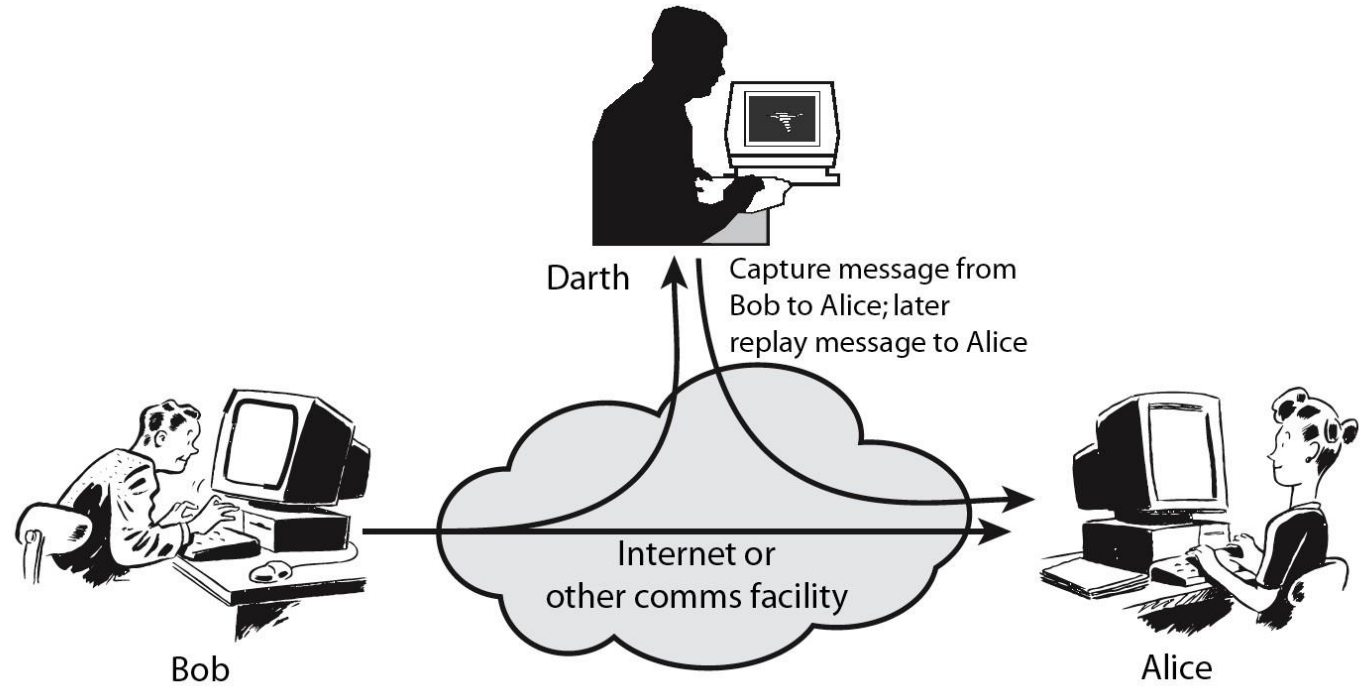 Darth
Capture message from
Bob to Alice; later
replay message to Alice
Internet or
other comms facility
Bob
Alice